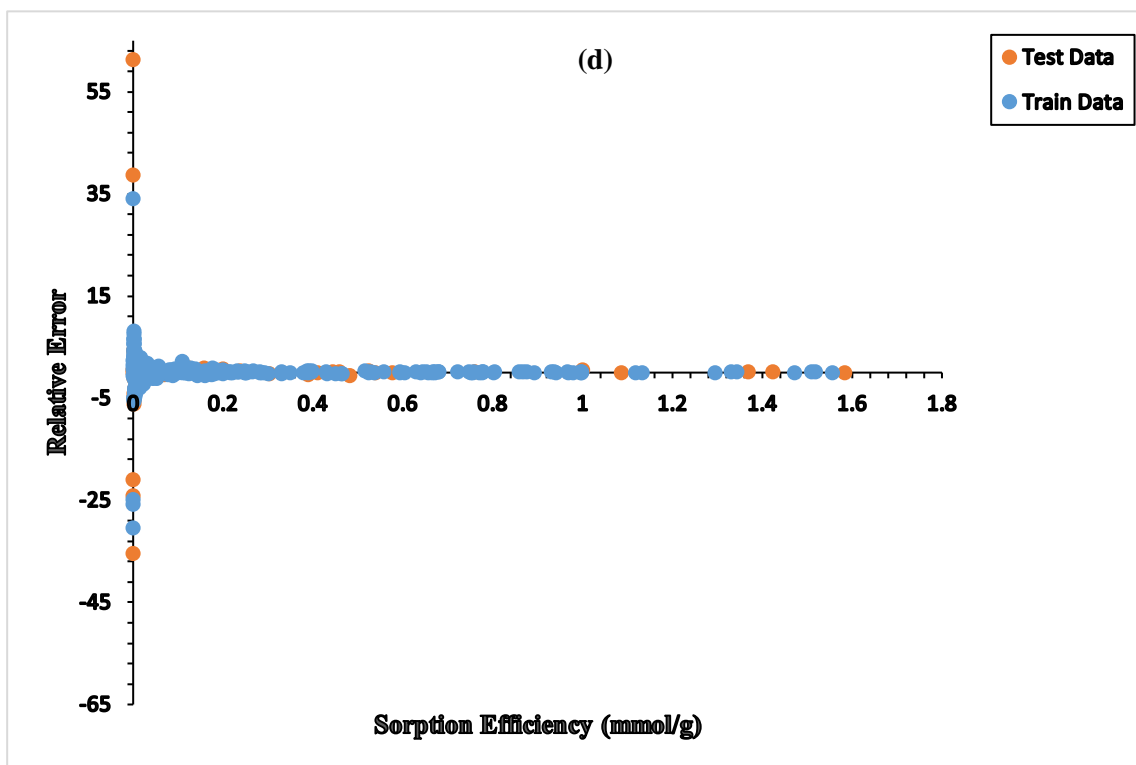 (d)
Test Data
Train Data
55
35
15
-5
-25
-45
-65
Relative Error
0 0.2 0.4 0.6 0.8 1 1.2 1.4 1.6 1.8
Sorption Efficiency (mmol/g)